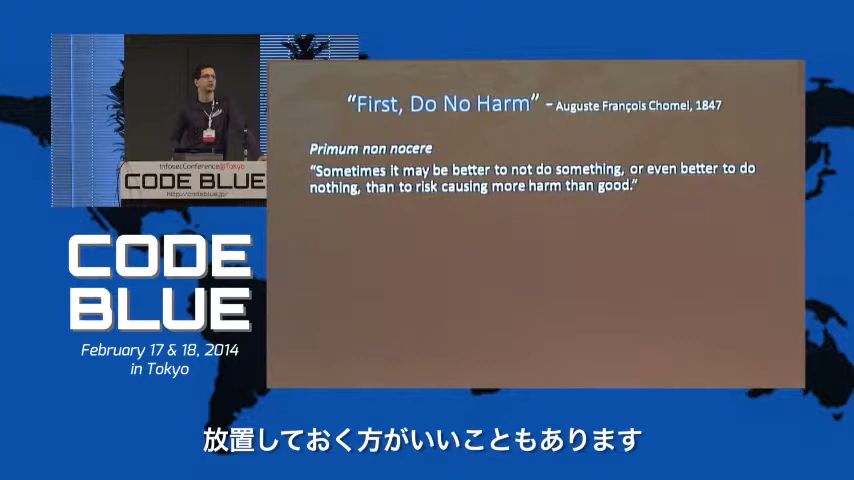 InfosecConference@Tokyo
CODE BLUE
http://codeblue.jp/
CODE
BLUE
February 17 & 18, 2014
in Tokyo
“First, Do No Harm” – Auguste François Chomel, 1847
Primum non nocere
“Sometimes it may be better to not do something, or even better to do
nothing, than to risk causing more harm than good.”
放置しておく方がいいこともあります